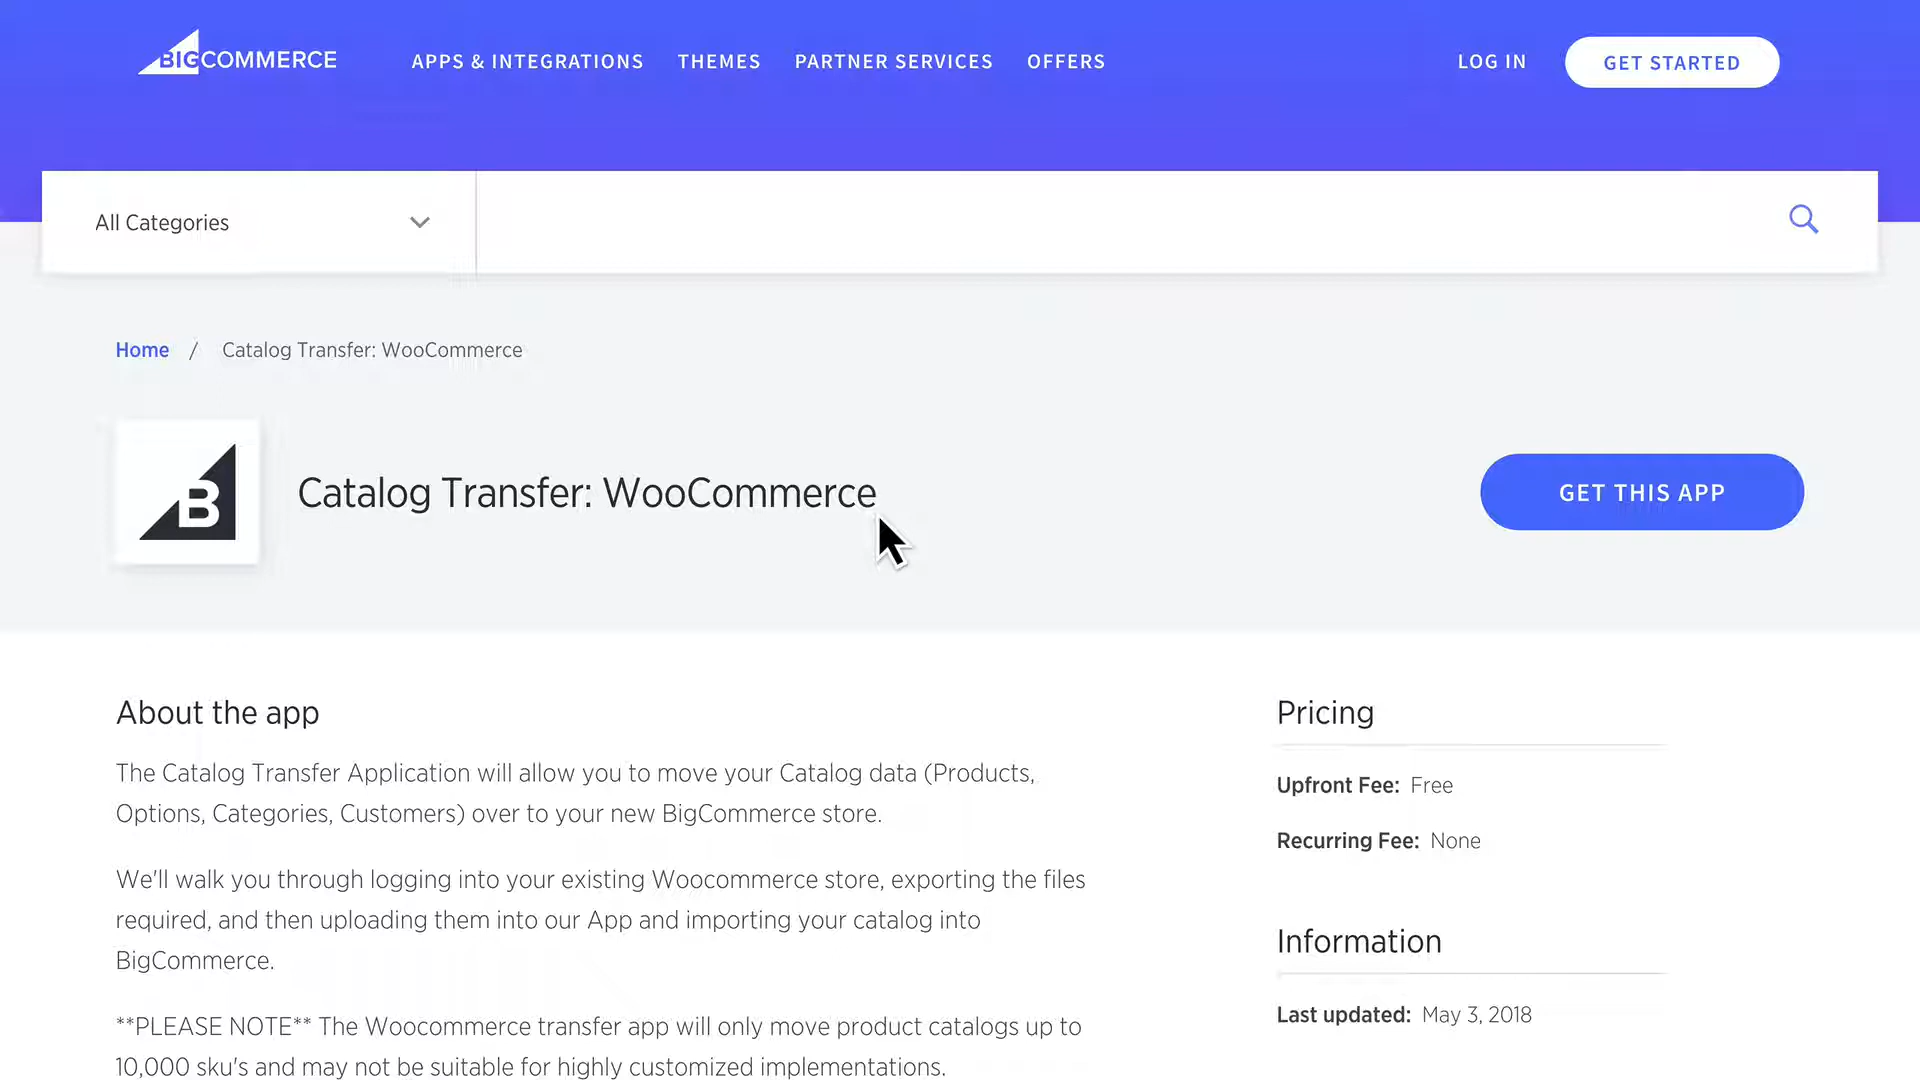 BIGCOMMERCE
APPS & INTEGRATIONS
THEMES
PARTNER SERVICES
OFFERS
LOG IN
GET STARTED
All Categories
Home / Catalog Transfer: WooCommerce
B
Catalog Transfer: WooCommerce
GET THIS APP
About the app
The Catalog Transfer Application will allow you to move your Catalog data (Products,
Options, Categories, Customers) over to your new BigCommerce store.
We'll walk you through logging into your existing Woocommerce store, exporting the files
required, and then uploading them into our App and importing your catalog into
BigCommerce.
**PLEASE NOTE** The Woocommerce transfer app will only move product catalogs up to
10,000 sku's and may not be suitable for highly customized implementations.
Pricing
Upfront Fee: Free
Recurring Fee: None
Information
Last updated: May 3, 2018